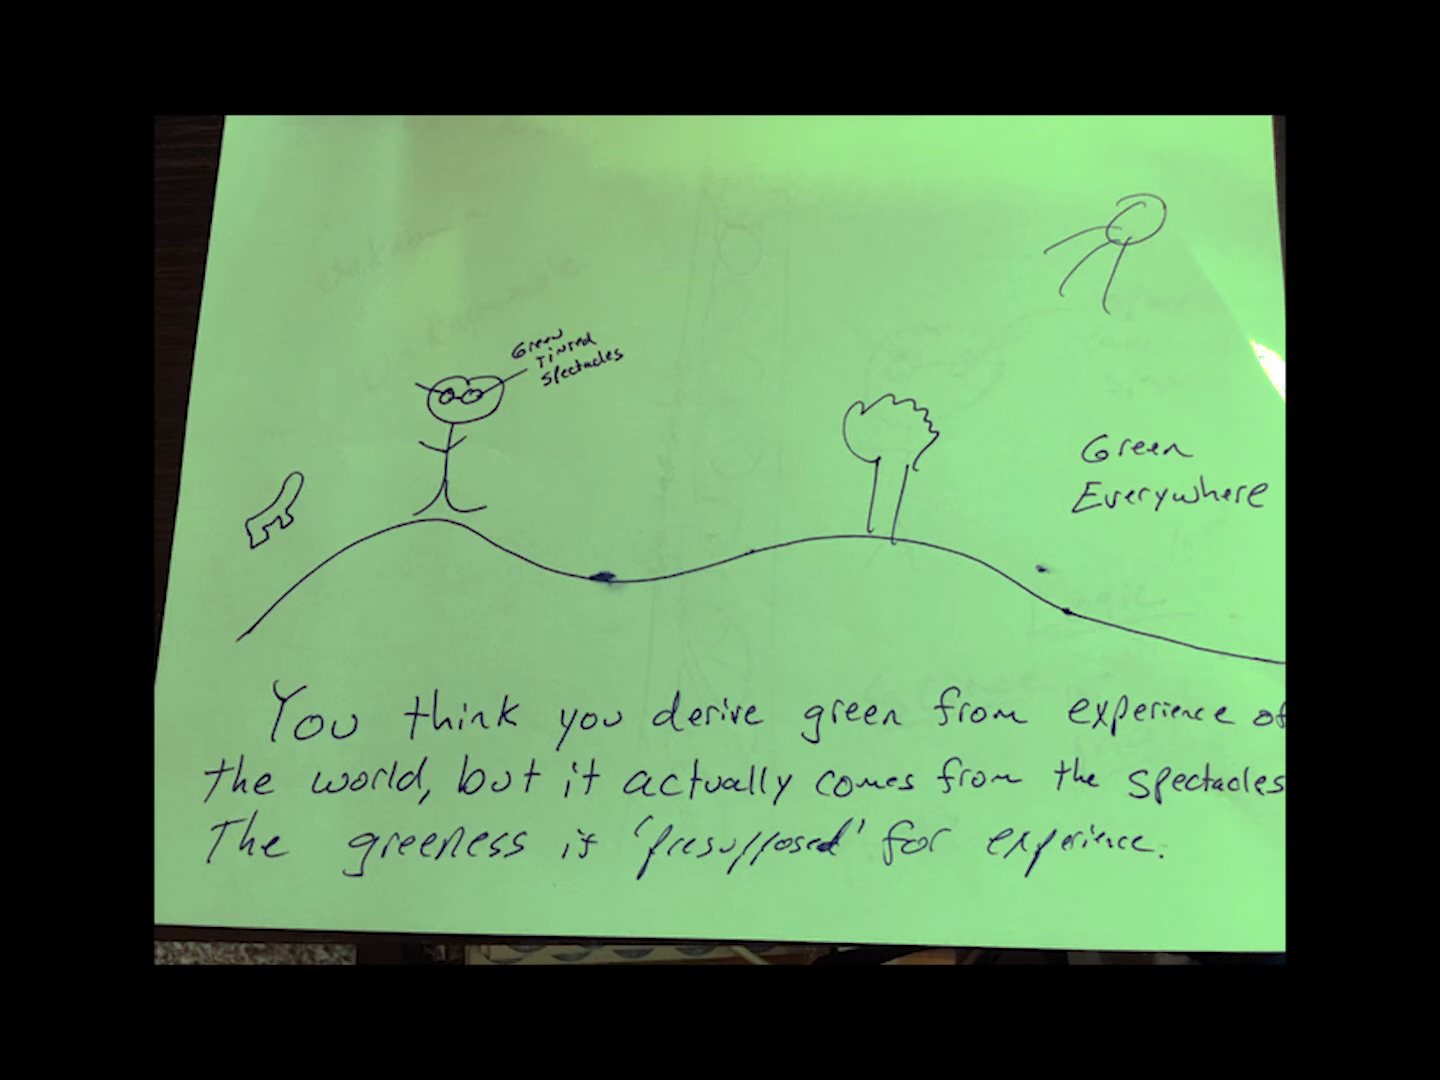 Green
Tinted
Spectacles
Green
Everywhere
You think you derive green from experience of
the world, but it actually comes from the spectacles
The greeness is 'presupposed' for experience.